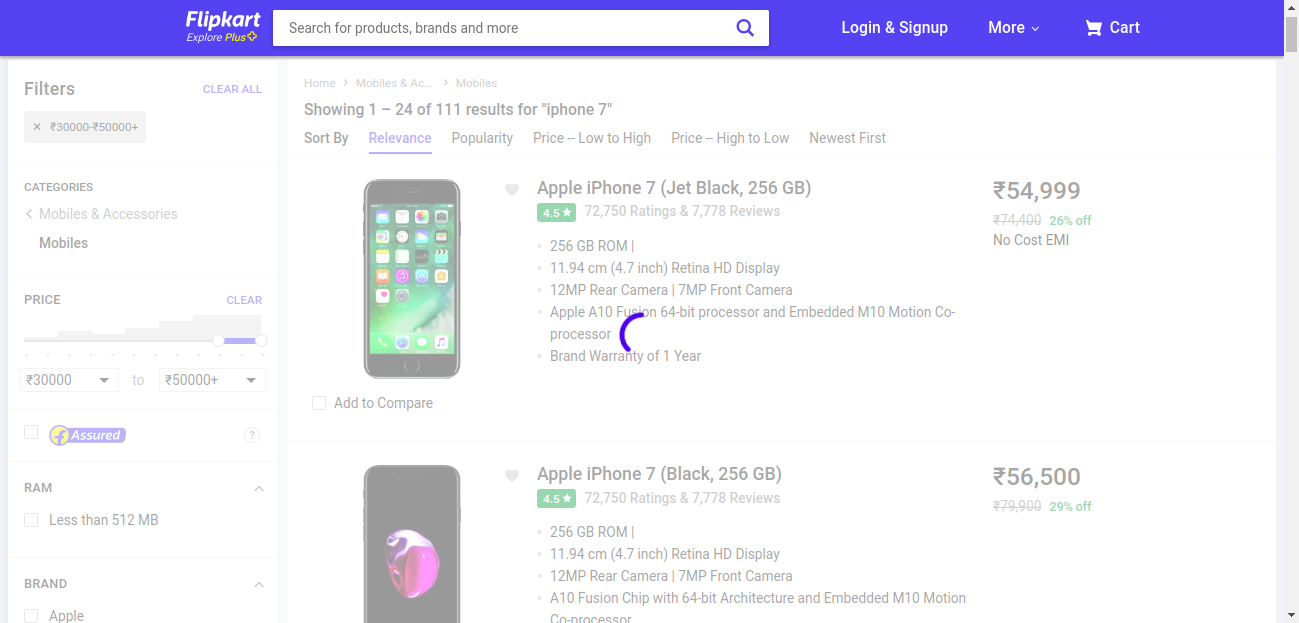 Flipkart
Explore Plus
Search for products, brands and more
Login & Signup
More
Cart
Filters
CLEAR ALL
✕ ₹30000-₹50000+
CATEGORIES
Mobiles & Accessories
Mobiles
PRICE
CLEAR
₹30000
to
₹50000+
Assured
?
RAM
Less than 512 MB
BRAND
Apple
Home
Mobiles & Ac...
Mobiles
Showing 1 – 24 of 111 results for "iphone 7"
Sort By
Relevance
Popularity
Price -- Low to High
Price -- High to Low
Newest First
Apple iPhone 7 (Jet Black, 256 GB)
4.5 ★ 72,750 Ratings & 7,778 Reviews
256 GB ROM |
11.94 cm (4.7 inch) Retina HD Display
12MP Rear Camera | 7MP Front Camera
Apple A10 Fusion 64-bit processor and Embedded M10 Motion Co-
processor
Brand Warranty of 1 Year
₹54,999
₹74,400 26% off
No Cost EMI
Add to Compare
Apple iPhone 7 (Black, 256 GB)
4.5 ★ 72,750 Ratings & 7,778 Reviews
256 GB ROM |
11.94 cm (4.7 inch) Retina HD Display
12MP Rear Camera | 7MP Front Camera
A10 Fusion Chip with 64-bit Architecture and Embedded M10 Motion
Co-processor
₹56,500
₹79,900 29% off